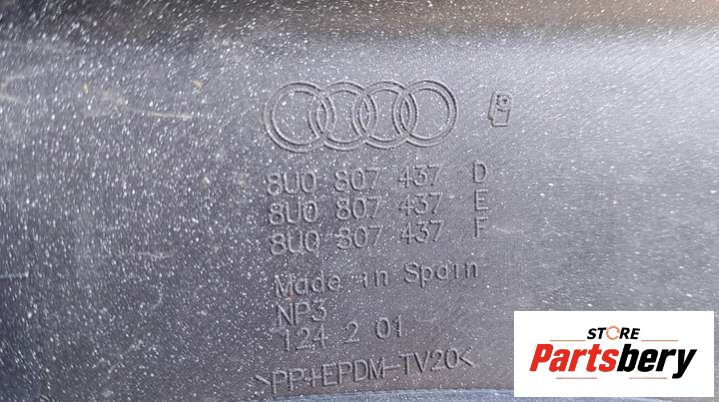 8U0 807 437 D
8U0 807 437 E
8U0 807 437 F
Made in Spain
NP3
124 2 01
>PP+EPDM-TV20<
STORE
Partsbery